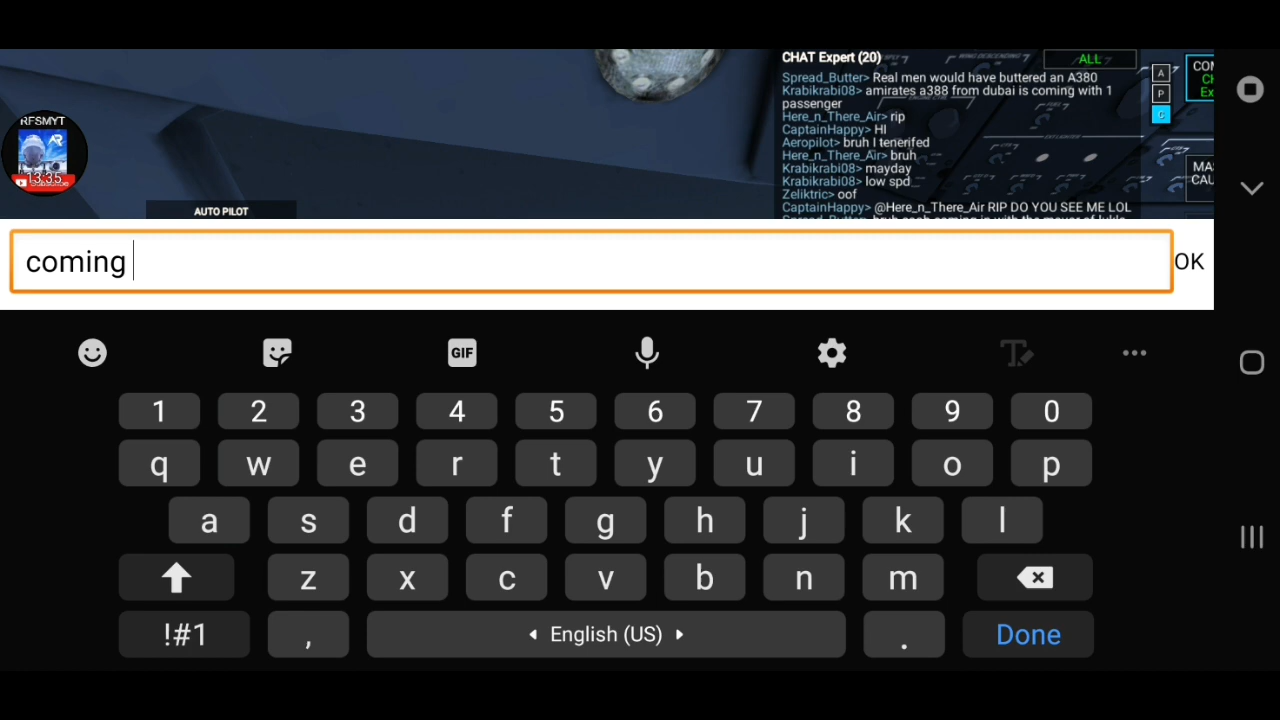 RFSMYT
13:35
AUTO PILOT
CHAT Expert (20)
ALL
Spread_Butter> Real men would have buttered an A380
Krabikrabi08> amirates a388 from dubai is coming with 1
passenger
Here_n_There_Air> rip
CaptainHappy> HI
Aeropilot> bruh I tenerifed
Here_n_There_Air> bruh
Krabikrabi08> mayday
Krabikrabi08> low spd
Zeliktric> oof
CaptainHappy> @Here_n_There_Air RIP DO YOU SEE ME LOL
A
P
C
coming
OK
GIF
1 2 3 4 5 6 7 8 9 0
q w e r t y u i o p
a s d f g h j k l
z x c v b n m
!#1 , English (US) . Done